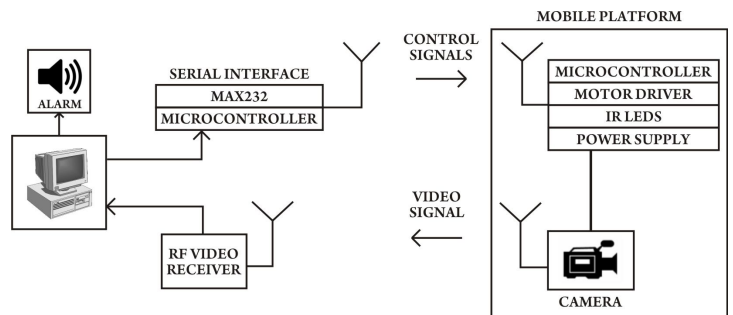 MOBILE PLATFORM
ALARM
SERIAL INTERFACE
MAX232
MICROCONTROLLER
CONTROL
SIGNALS
MICROCONTROLLER
MOTOR DRIVER
IR LEDS
POWER SUPPLY
RF VIDEO
RECEIVER
VIDEO
SIGNAL
CAMERA